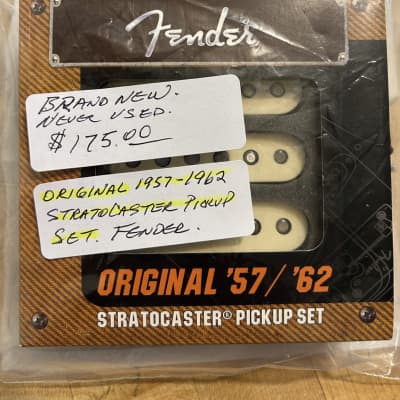 Fender
BRAND NEW.
NEVER USED.
$175.00
ORIGINAL 1957-1962
STRATOCASTER PICKUP
SET. FENDER.
ORIGINAL '57/'62
STRATOCASTER® PICKUP SET